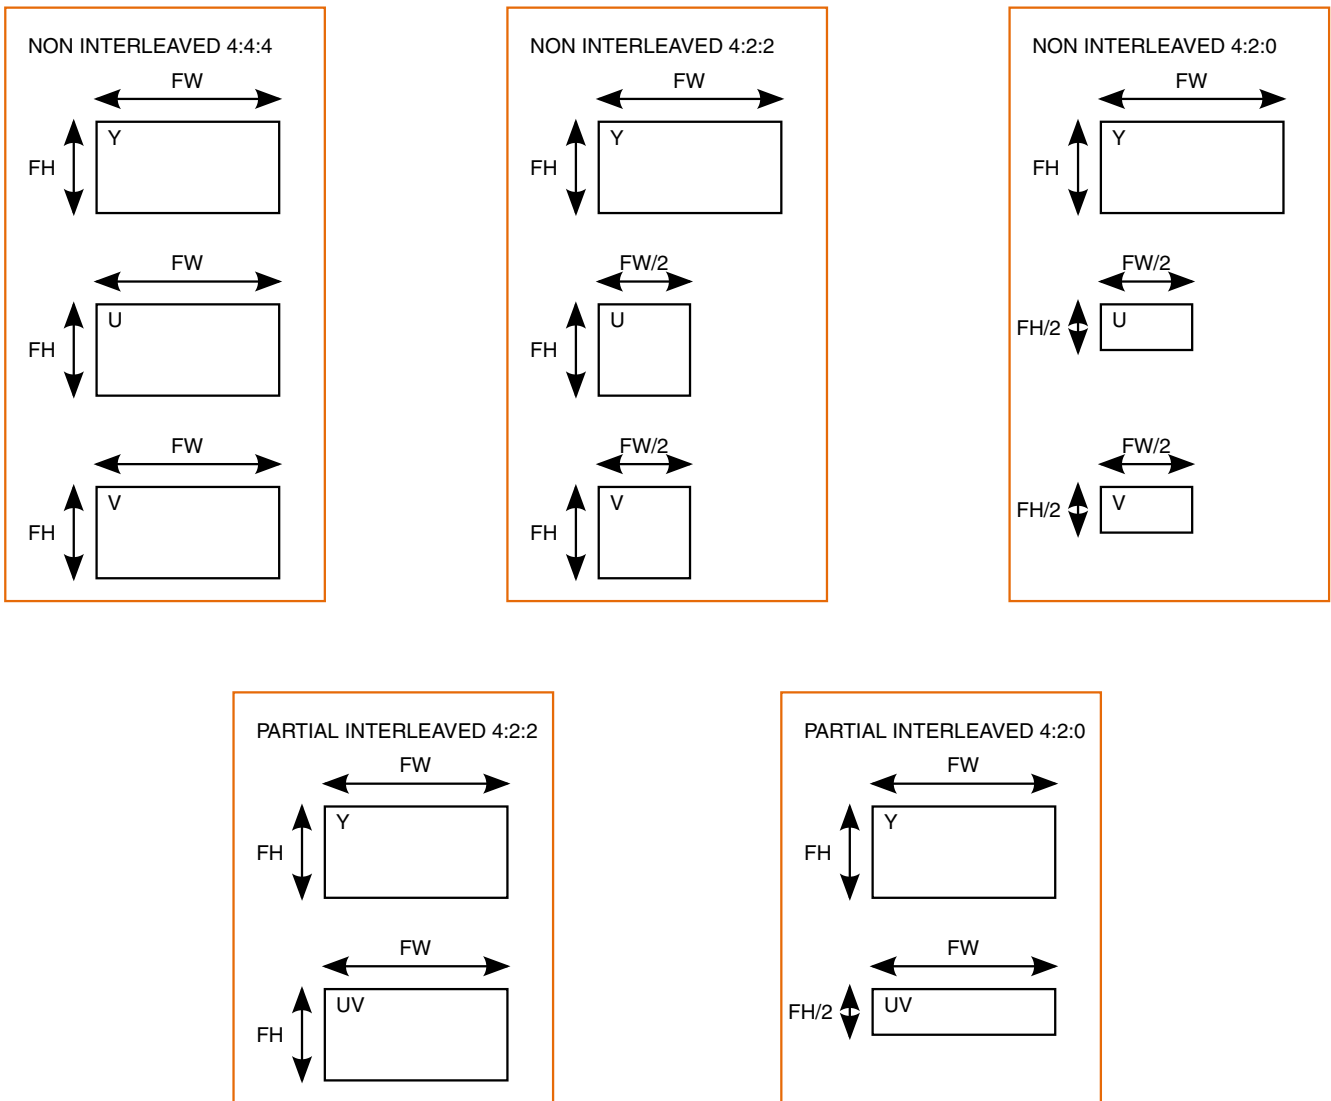 NON INTERLEAVED 4:4:4
FW
Y
FH
FW
U
FH
FW
V
FH
NON INTERLEAVED 4:2:2
FW
Y
FH
FW/2
U
FH
FW/2
V
FH
NON INTERLEAVED 4:2:0
FW
Y
FH
FW/2
U
FH/2
FW/2
V
FH/2
PARTIAL INTERLEAVED 4:2:2
FW
Y
FH
FW
UV
FH
PARTIAL INTERLEAVED 4:2:0
FW
Y
FH
FW
UV
FH/2